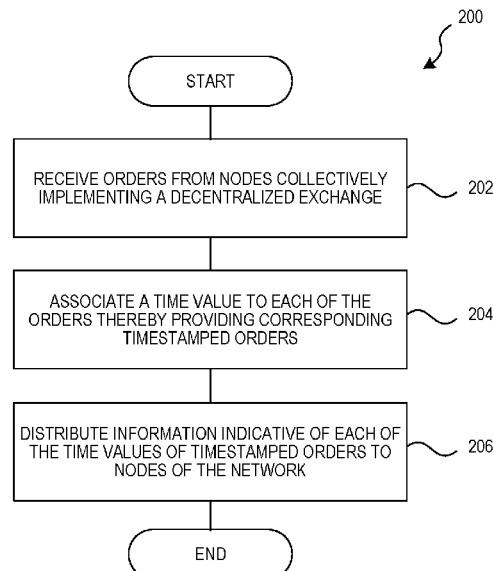 200
START
RECEIVE ORDERS FROM NODES COLLECTIVELY
IMPLEMENTING A DECENTRALIZED EXCHANGE
202
ASSOCIATE A TIME VALUE TO EACH OF THE
ORDERS THEREBY PROVIDING CORRESPONDING
TIMESTAMPED ORDERS
204
DISTRIBUTE INFORMATION INDICATIVE OF EACH OF
THE TIME VALUES OF TIMESTAMPED ORDERS TO
NODES OF THE NETWORK
206
END